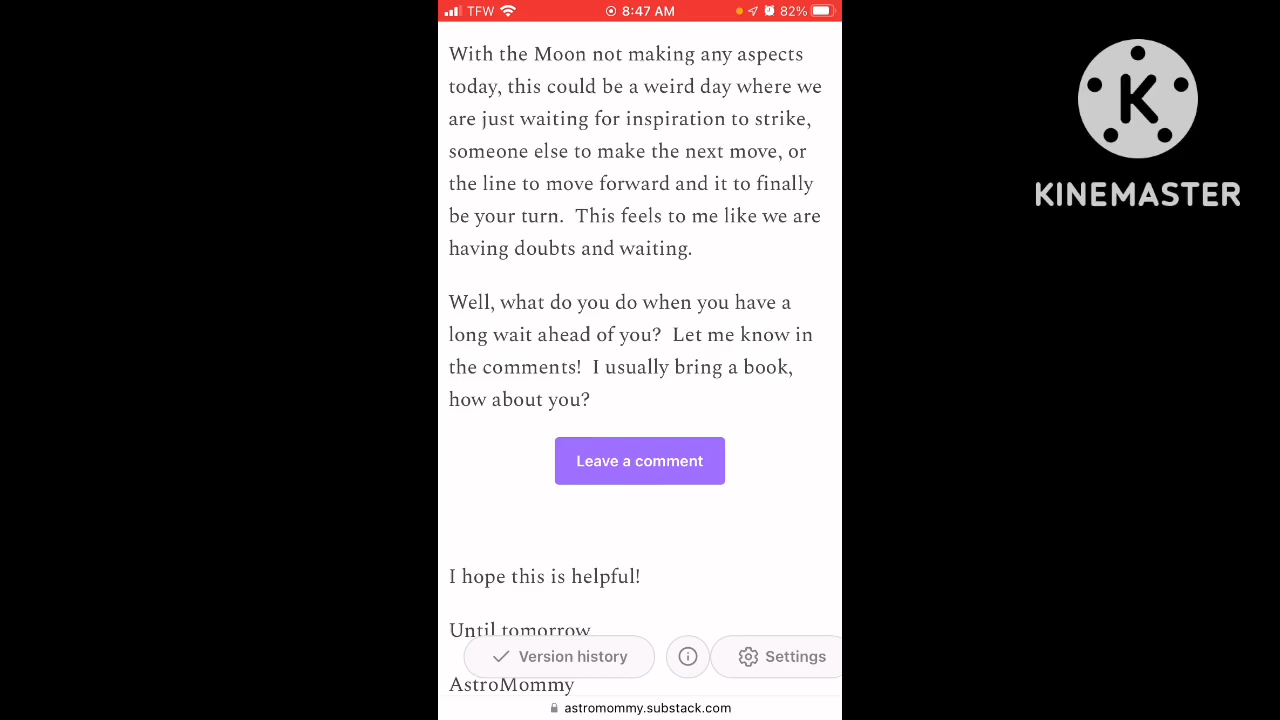 TFW 8:47 AM 82%
With the Moon not making any aspects
today, this could be a weird day where we
are just waiting for inspiration to strike,
someone else to make the next move, or
the line to move forward and it to finally
be your turn.  This feels to me like we are
having doubts and waiting.
Well, what do you do when you have a
long wait ahead of you?  Let me know in
the comments!  I usually bring a book,
how about you?
Leave a comment
I hope this is helpful!
Until tomorrow
Version history
Settings
AstroMommy
astromommy.substack.com
K
KINEMASTER